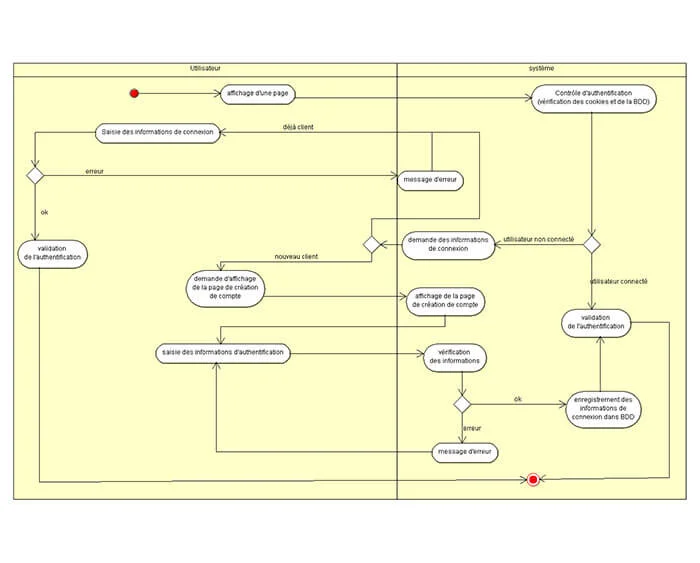 Utilisateur
système
affichage d'une page
Contrôle d'authentification
(vérification des cookies et de la BDD)
Saisie des informations de connexion
déjà client
erreur
message d'erreur
ok
validation
de l'authentification
demande des informations
de connexion
utilisateur non connecté
nouveau client
utilisateur connecté
demande d'affichage
de la page de création
de compte
affichage de la page
de création de compte
validation
de l'authentification
saisie des informations d'authentification
vérification
des informations
ok
enregistrement des
informations de
connexion dans BDD
erreur
message d'erreur